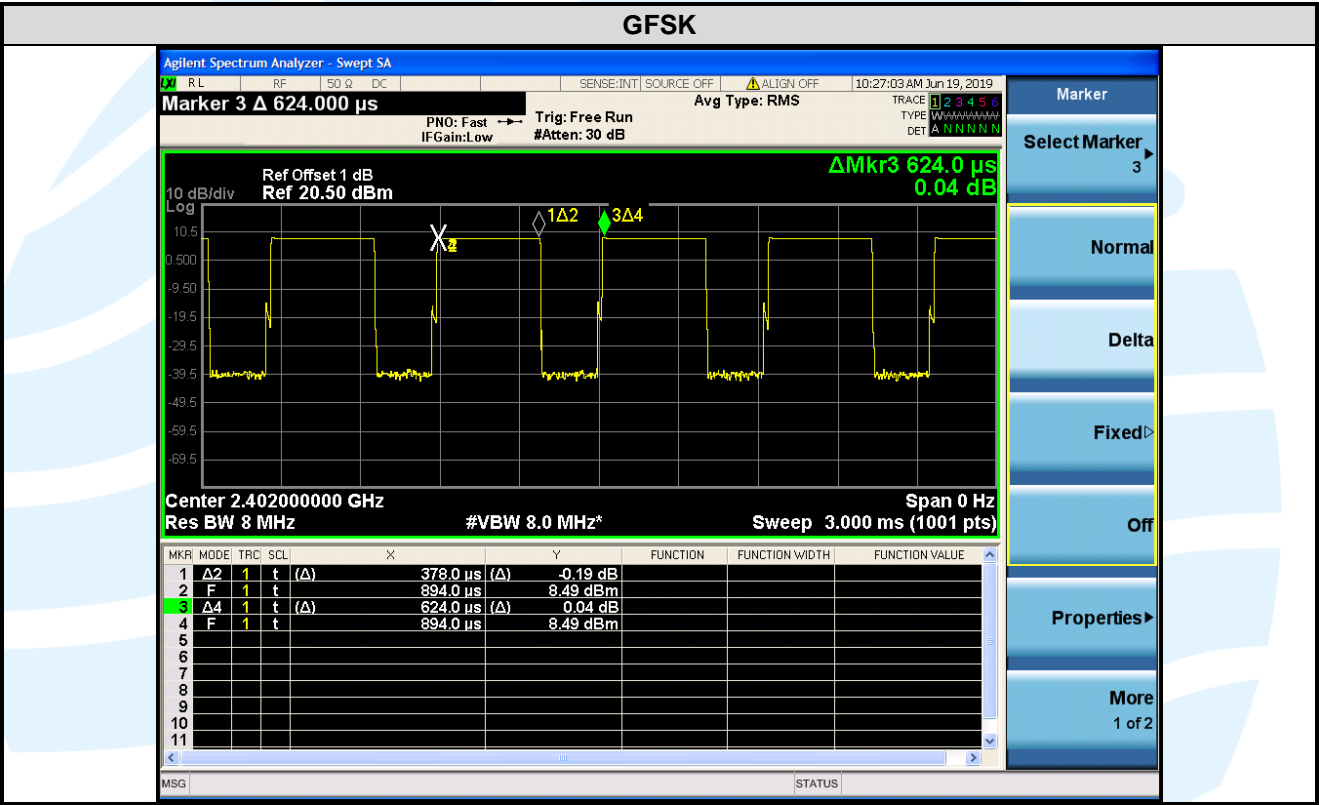 GFSK
Agilent Spectrum Analyzer - Swept SA
LXI RL RF 50 Ω DC SENSE:INT SOURCE OFF ALIGN OFF 10:27:03 AM Jun 19, 2019
Marker 3 Δ 624.000 µs
Avg Type: RMS
TRACE 1 2 3 4 5 6
PNO: Fast Trig: Free Run
TYPE W
IFGain:Low #Atten: 30 dB
DET A N N N N N
ΔMkr3 624.0 µs
0.04 dB
Ref Offset 1 dB
10 dB/div Ref 20.50 dBm
Log
1Δ2 3Δ4
10.5
0.500
-9.50
-19.5
-29.5
-39.5
-49.5
-59.5
-69.5
Center 2.402000000 GHz Span 0 Hz
Res BW 8 MHz #VBW 8.0 MHz* Sweep 3.000 ms (1001 pts)
MKR MODE TRC SCL X Y FUNCTION FUNCTION WIDTH FUNCTION VALUE
1 Δ2 1 t (Δ) 378.0 µs (Δ) -0.19 dB
2 F 1 t 894.0 µs 8.49 dBm
3 Δ4 1 t (Δ) 624.0 µs (Δ) 0.04 dB
4 F 1 t 894.0 µs 8.49 dBm
5
6
7
8
9
10
11
MSG STATUS
Marker
Select Marker
3
Normal
Delta
Fixed
Off
Properties
More
1 of 2